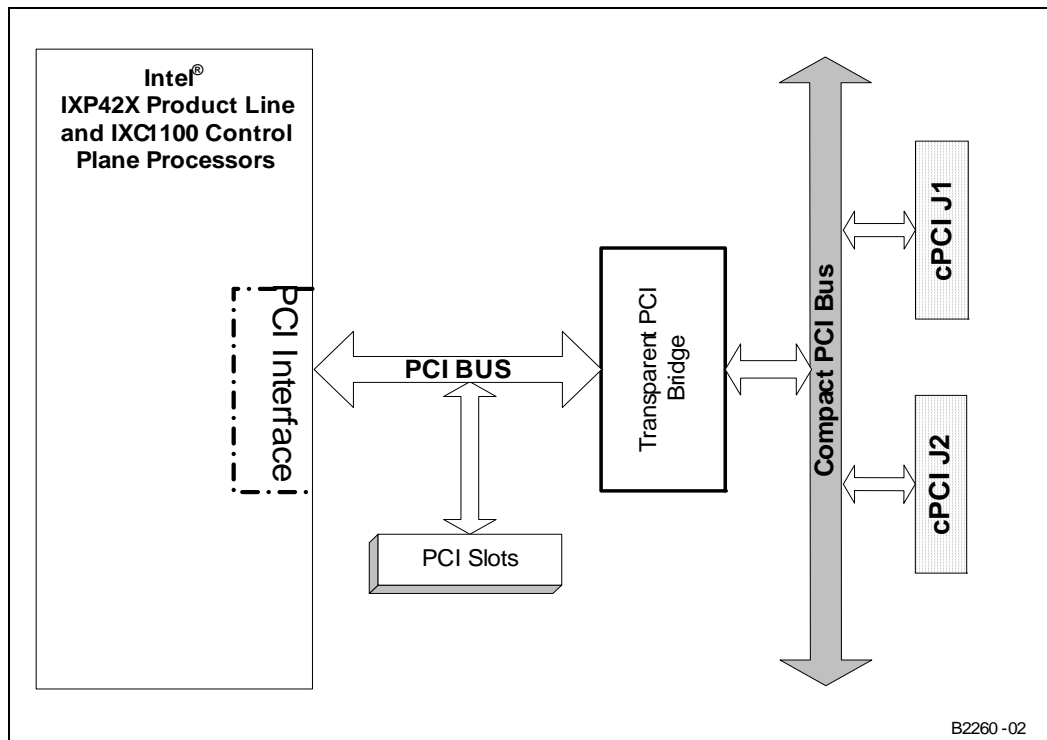 Intel®
IXP42X Product Line
and IXC1100 Control
Plane Processors
PCI Interface
PCI BUS
PCI Slots
Transparent PCI
Bridge
Compact PCI Bus
cPCI J1
cPCI J2
B2260 -02